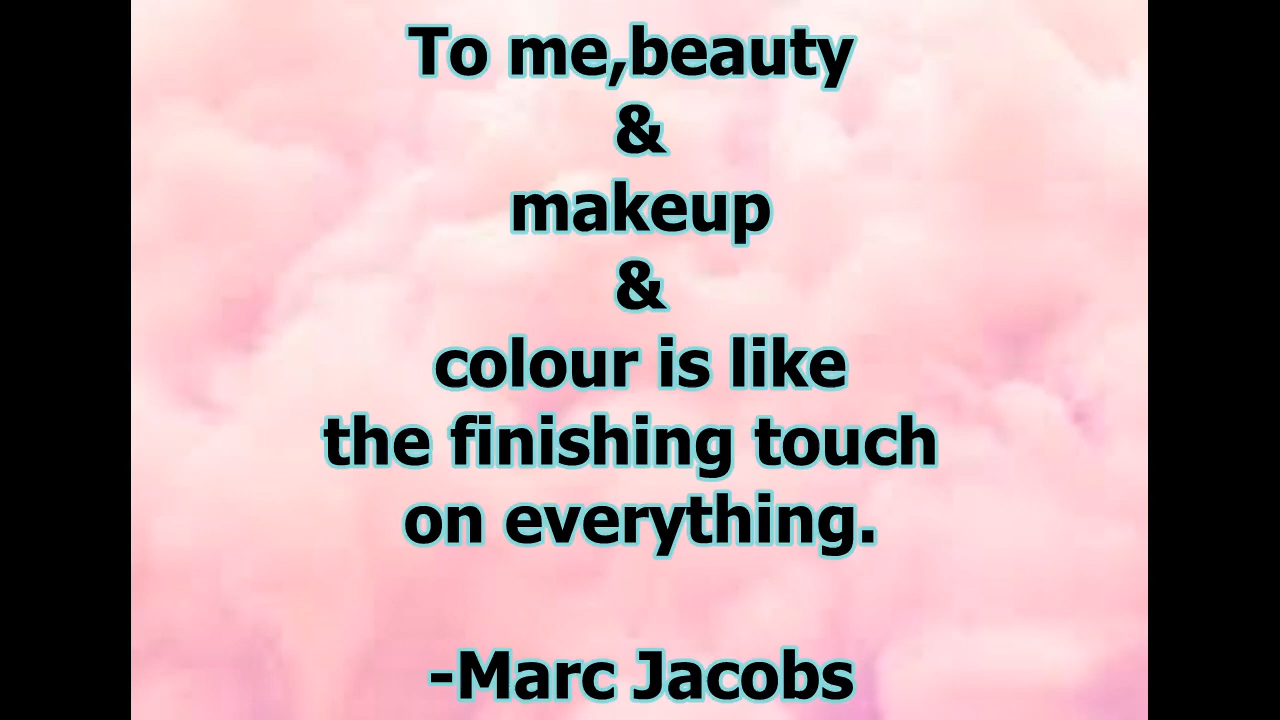 To me,beauty
&
makeup
&
colour is like
the finishing touch
on everything.
-Marc Jacobs